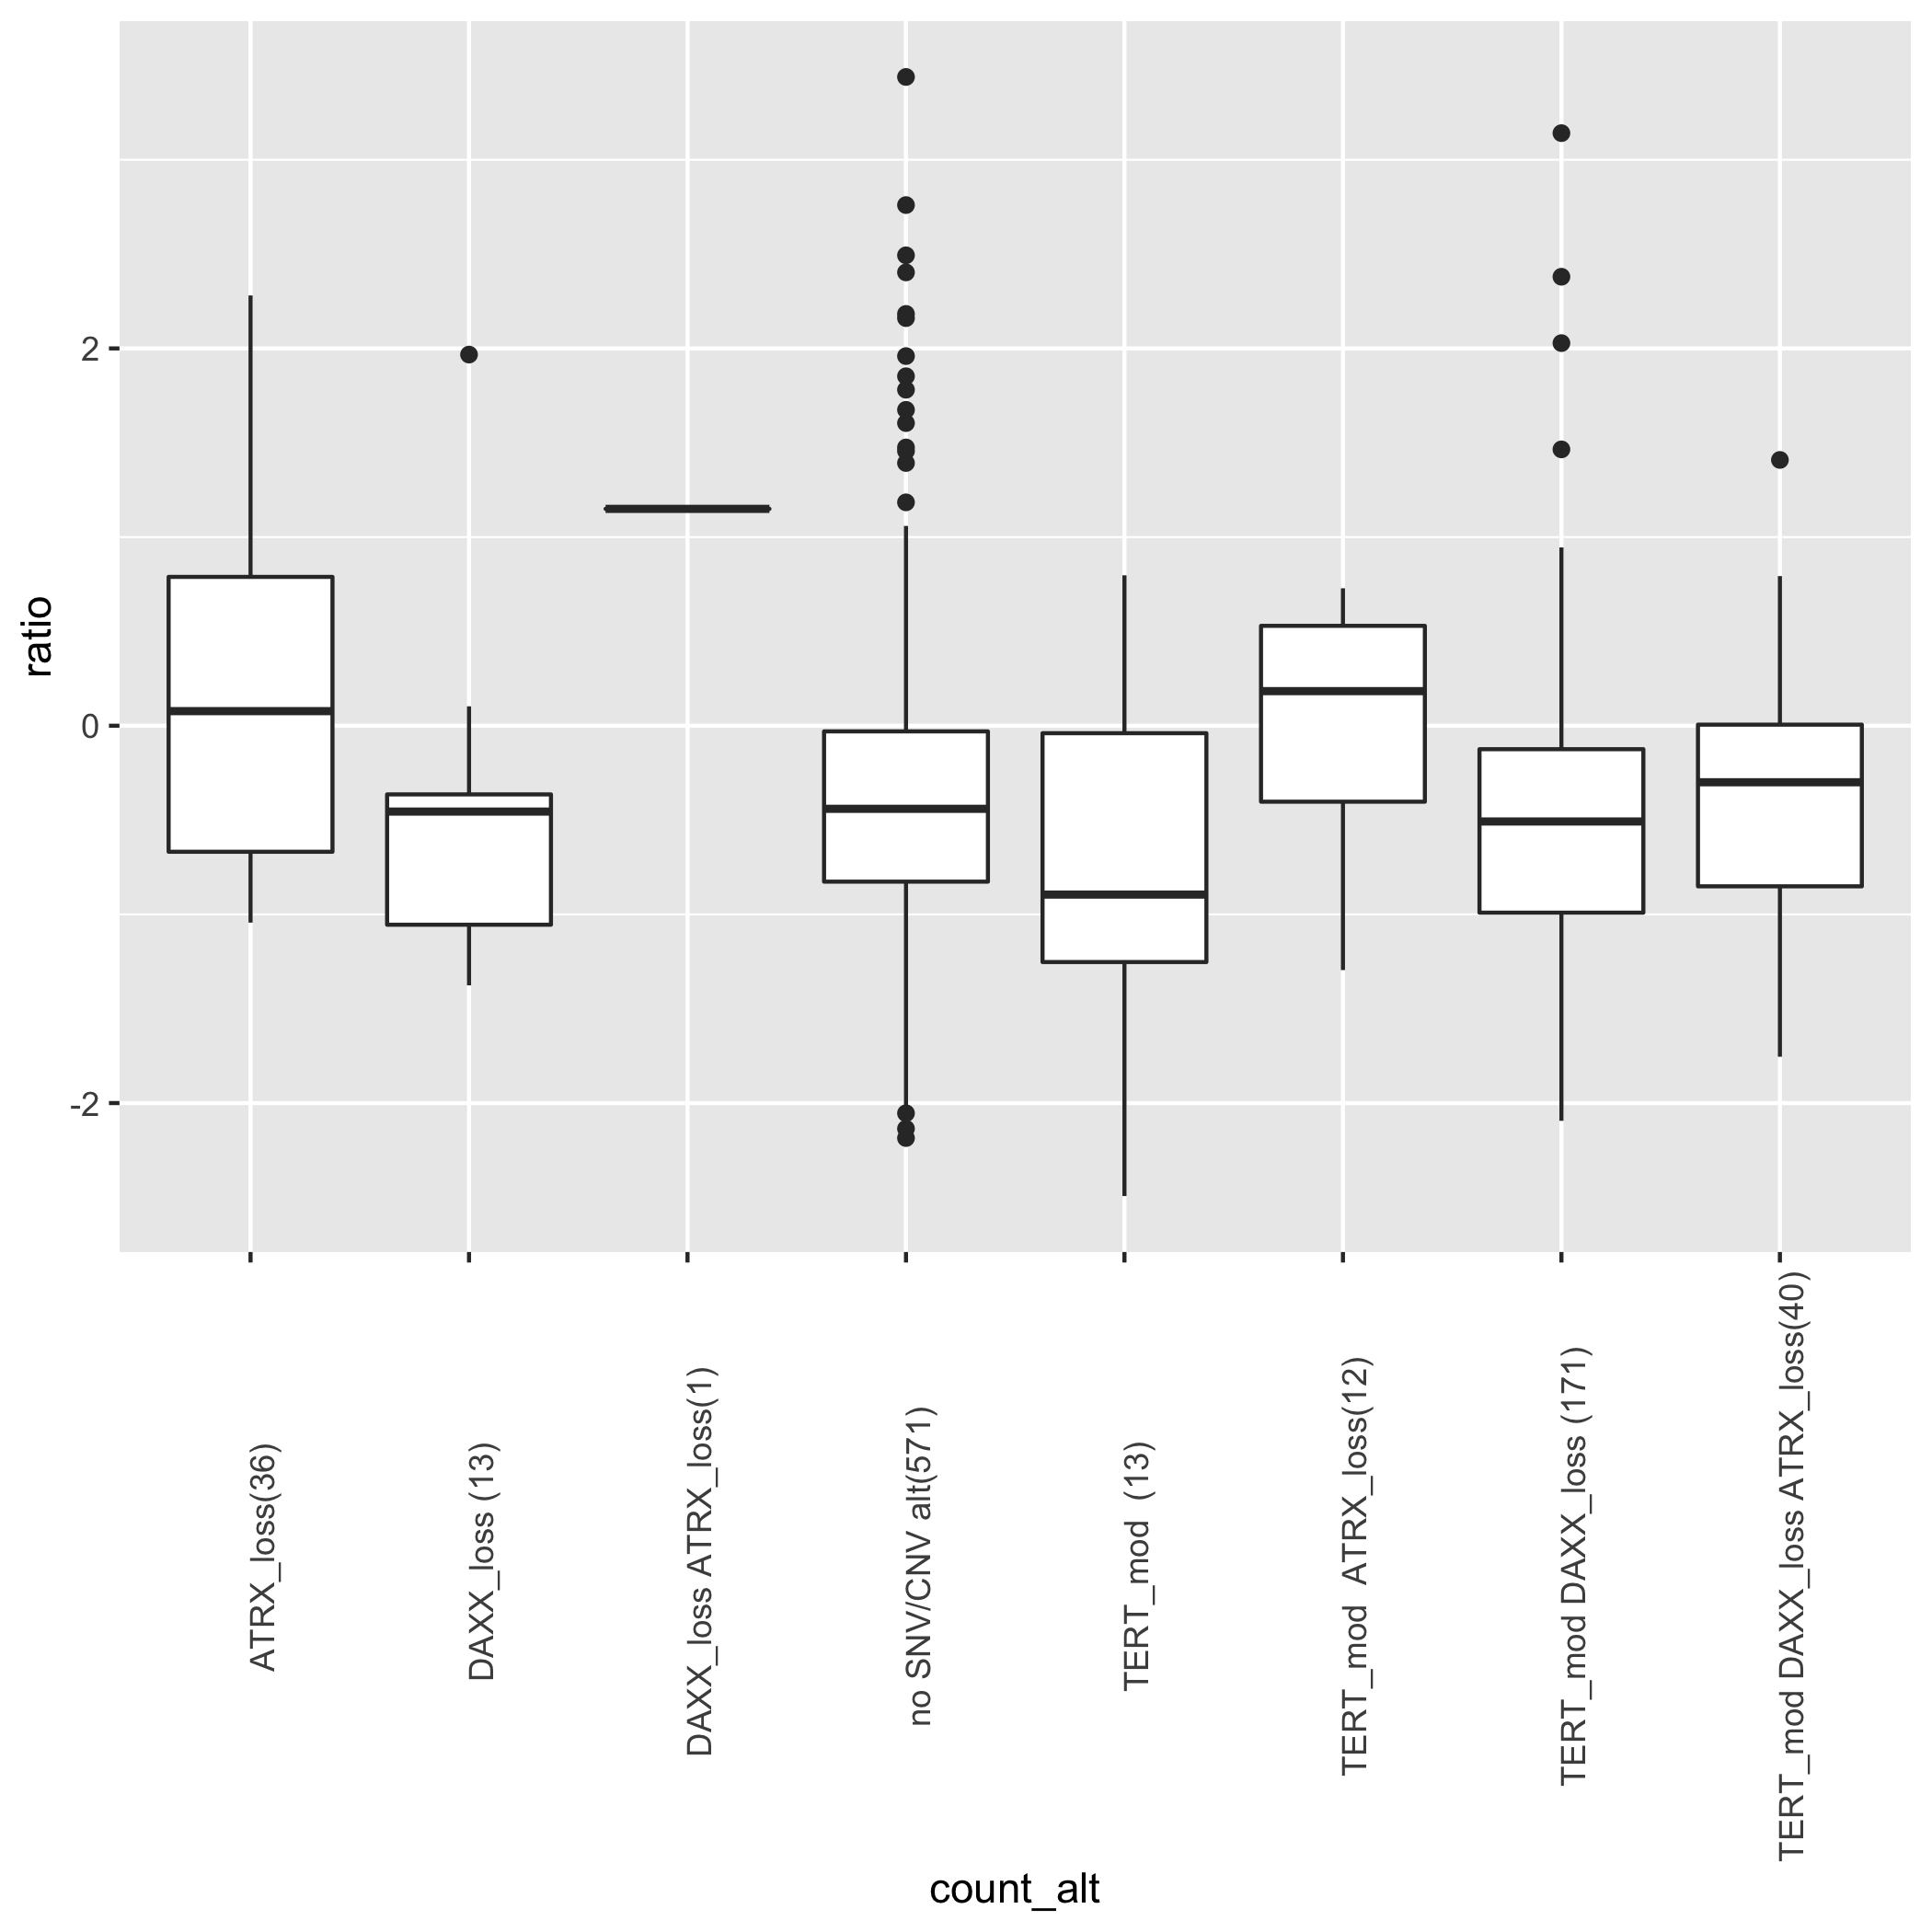 ratio
2
0
-2
ATRX_loss(36)
DAXX_loss (13)
DAXX_loss ATRX_loss(1)
no SNV/CNV alt(571)
TERT_mod  (13)
TERT_mod  ATRX_loss(12)
TERT_mod DAXX_loss (171)
TERT_mod DAXX_loss ATRX_loss(40)
count_alt